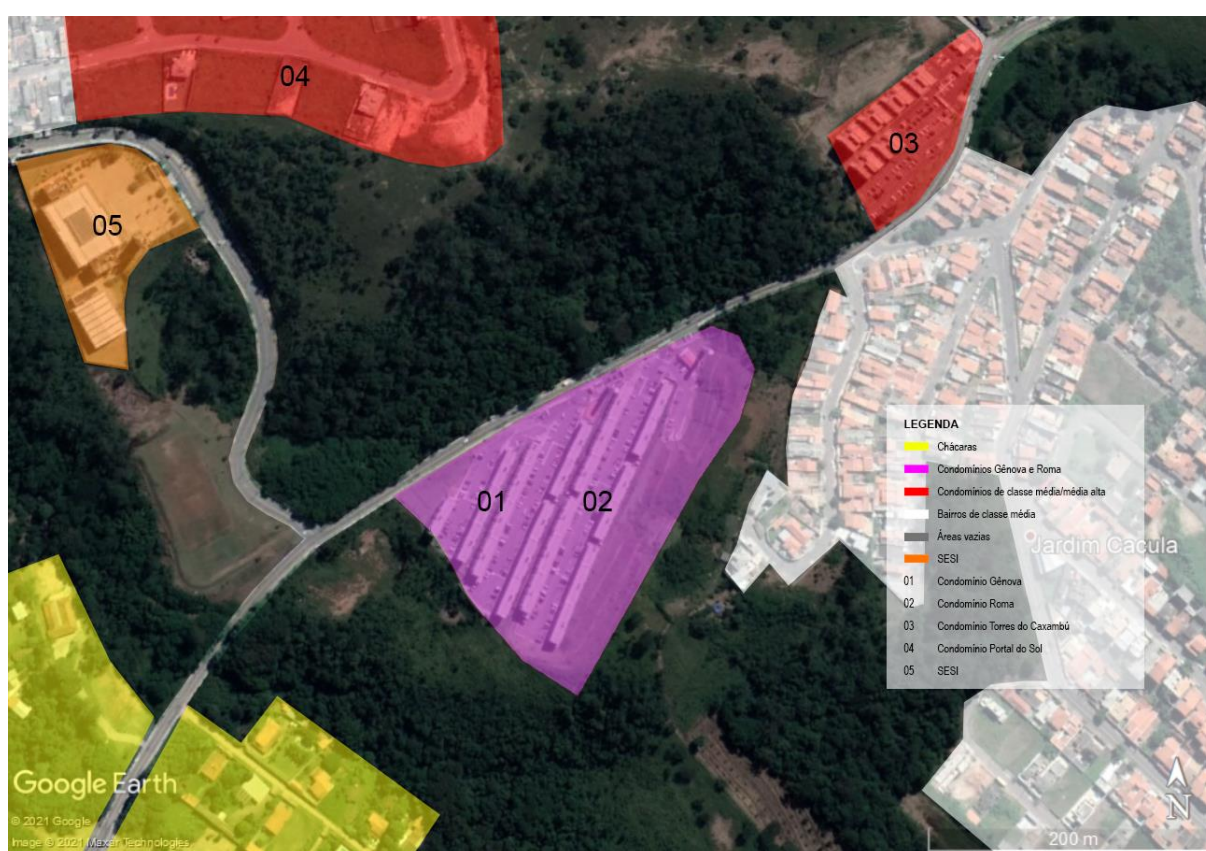 04
03
05
01
02
LEGENDA
Chácaras
Condomínios Gênova e Roma
Condomínios de classe média/média alta
Bairros de classe média
Áreas vazias
SESI
01 Condomínio Gênova
02 Condomínio Roma
03 Condomínio Torres do Caxambú
04 Condomínio Portal do Sol
05 SESI
Jardim Caçula
Google Earth
© 2021 Google
Image © 2021 Maxar Technologies
200 m
N